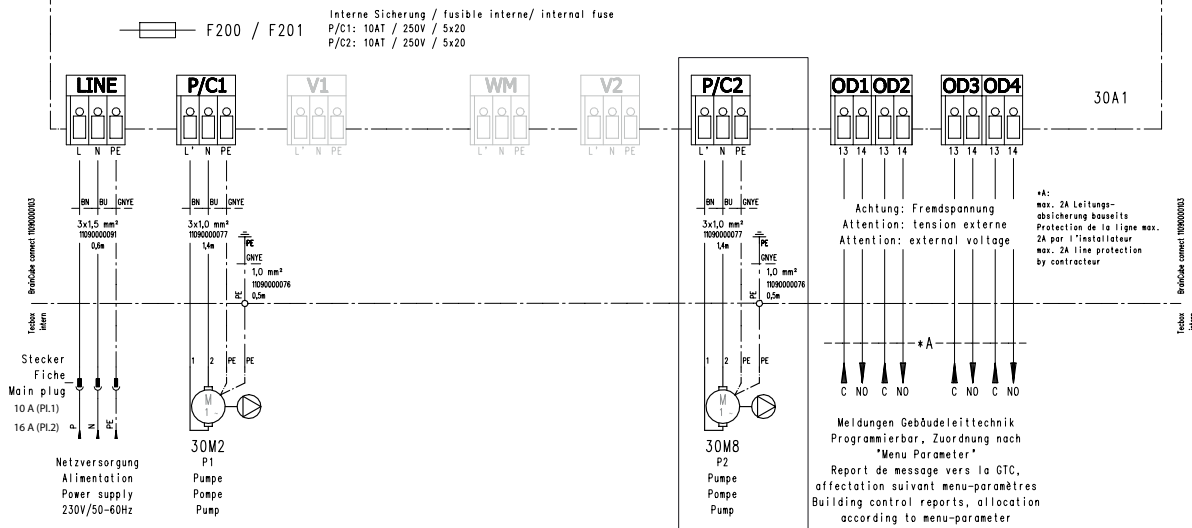 Interne Sicherung / fusible interne/ internal fuse
F200 / F201
P/C1: 10AT / 250V / 5x20
P/C2: 10AT / 250V / 5x20
LINE P/C1 V1 WM V2 P/C2 OD1 OD2 OD3 OD4
30A1
L N PE L' N PE L' N PE L' N PE L' N PE L' N PE 13 14 13 14 13 14 13 14
BN BU GNYE BN BU GNYE BN BU GNYE
3x1,5 mm²
11090000091
0,6m
3x1,0 mm²
11090000077
1,4m
PE
GNYE
1,0 mm²
11090000076
0,5m
PE
3x1,0 mm²
11090000077
1,4m
PE
GNYE
1,0 mm²
11090000076
0,5m
PE
Achtung: Fremdspannung
Attention: tension externe
Attention: external voltage
*A:
max. 2A Leitungs-
absicherung bauseits
Protection de la ligne max.
2A par l'installateur
max. 2A line protection
by contracteur
BrainCube connect 11090000103
Tecbox
intern
BrainCube connect 11090000103
Tecbox
intern
Stecker
Fiche
Main plug
10 A (Pl.1)
16 A (Pl.2)
P N PE
1 2 PE PE
M
1 ~
1 2 PE PE
M
1 ~
*A
C NO C NO C NO C NO
Netzversorgung
Alimentation
Power supply
230V/50-60Hz
30M2
P1
Pumpe
Pompe
Pump
30M8
P2
Pumpe
Pompe
Pump
Meldungen Gebäudeleittechnik
Programmierbar, Zuordnung nach
"Menu Parameter"
Report de message vers la GTC,
affectation suivant menu-paramètres
Building control reports, allocation
according to menu-parameter